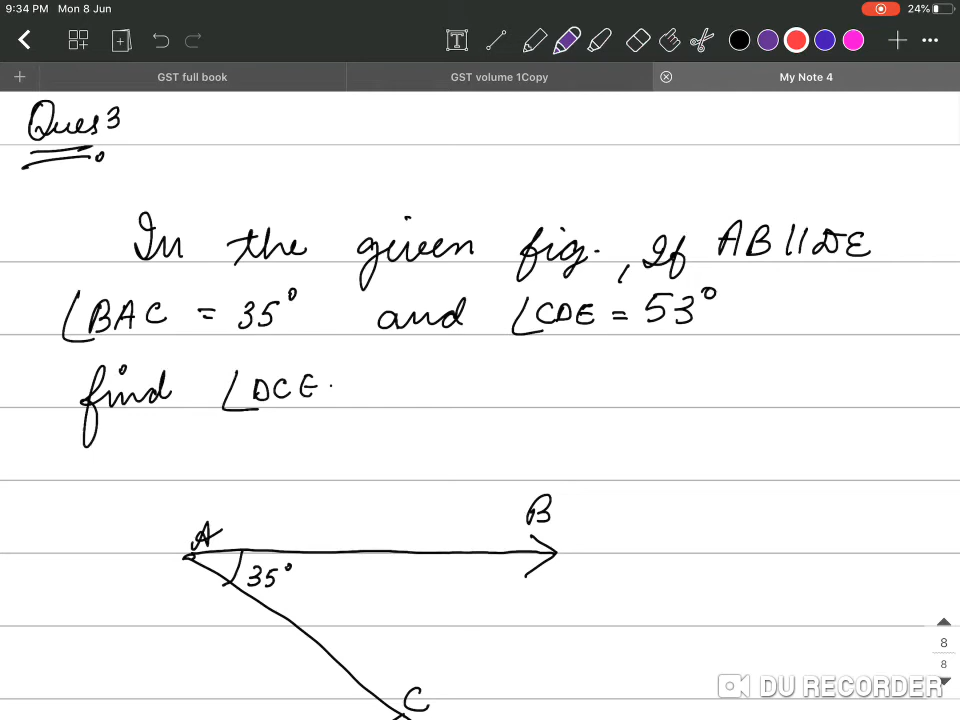 9:34 PM Mon 8 Jun
24%
GST full book
GST volume 1Copy
My Note 4
Ques 3
In the given fig., If AB || DE
∠BAC = 35° and ∠CDE = 53°
find ∠DCE.
A
B
35°
C
8
8
DU RECORDER